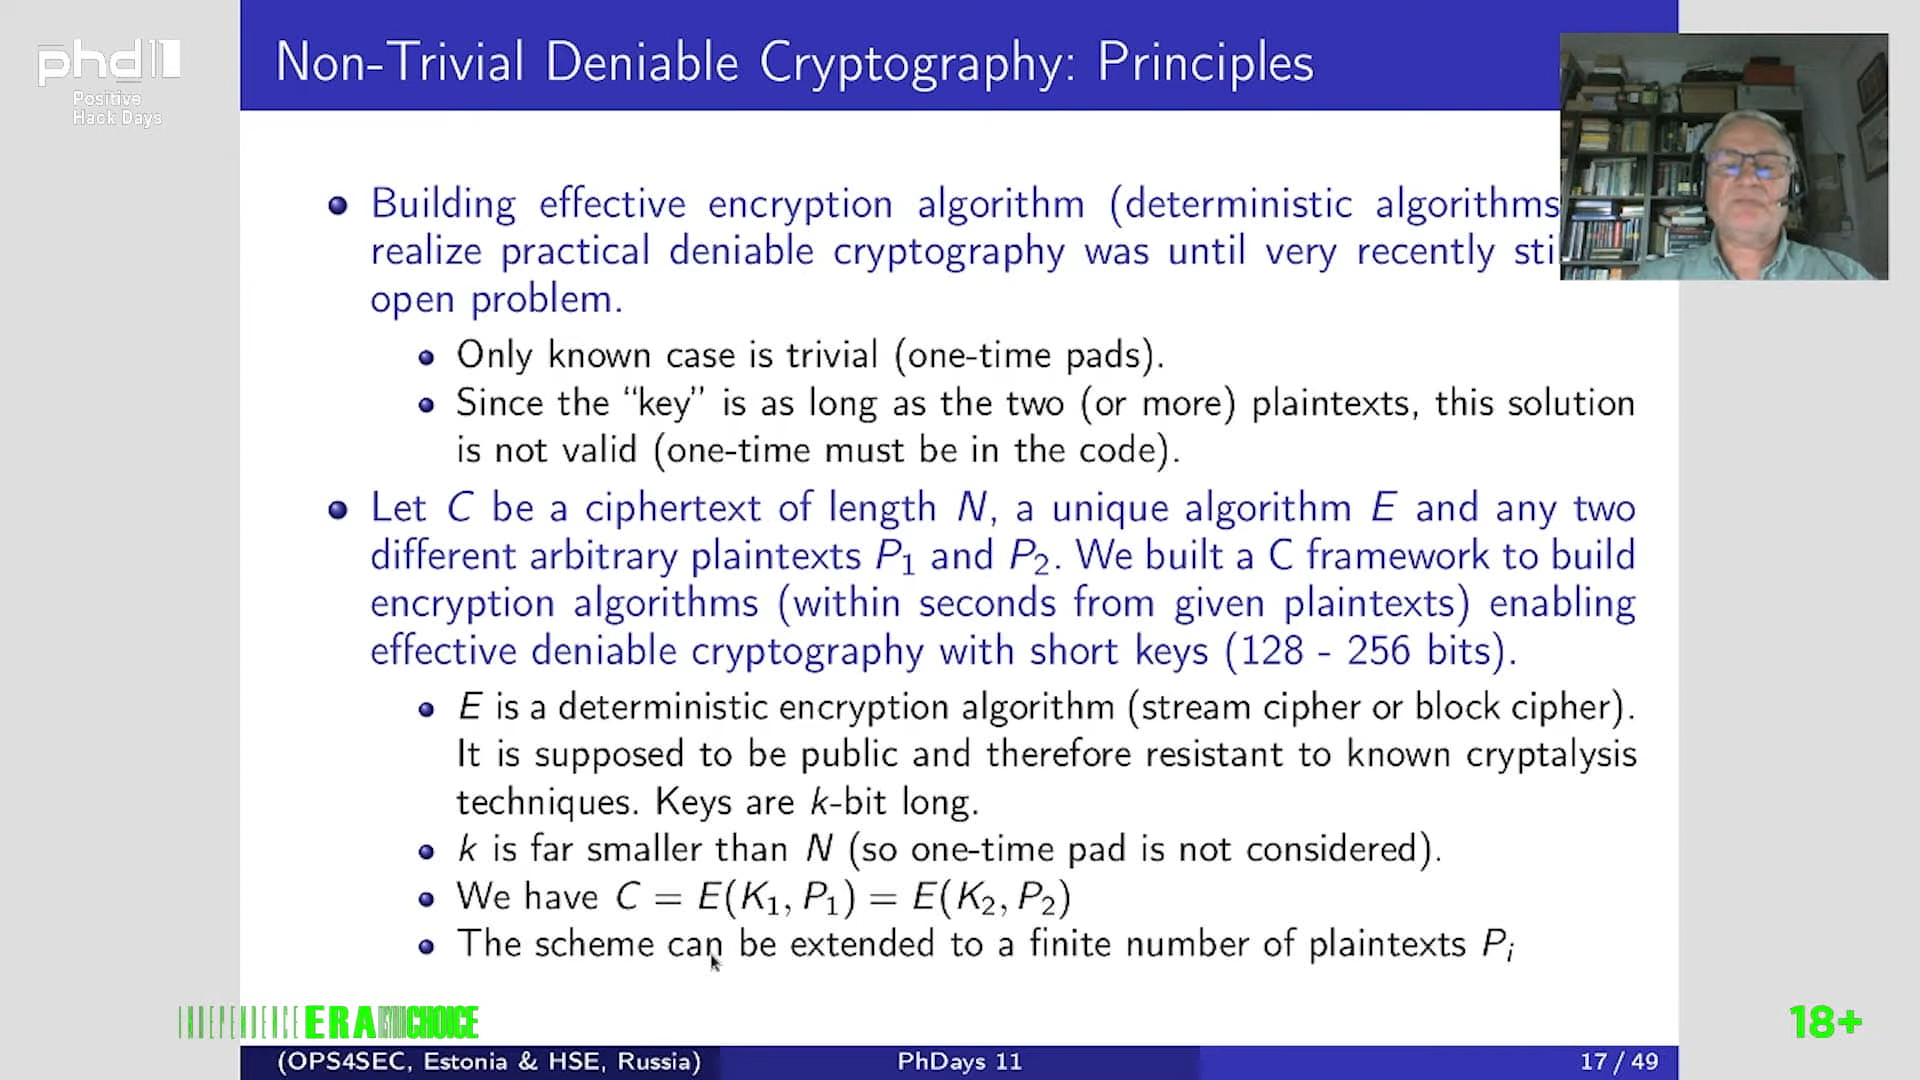 phd11
Positive
Hack Days
Non-Trivial Deniable Cryptography: Principles
Building effective encryption algorithm (deterministic algorithms
realize practical deniable cryptography was until very recently sti
open problem.
Only known case is trivial (one-time pads).
Since the “key” is as long as the two (or more) plaintexts, this solution
is not valid (one-time must be in the code).
Let C be a ciphertext of length N, a unique algorithm E and any two
different arbitrary plaintexts P₁ and P₂. We built a C framework to build
encryption algorithms (within seconds from given plaintexts) enabling
effective deniable cryptography with short keys (128 - 256 bits).
E is a deterministic encryption algorithm (stream cipher or block cipher).
It is supposed to be public and therefore resistant to known cryptalysis
techniques. Keys are k-bit long.
k is far smaller than N (so one-time pad is not considered).
We have C = E(K₁, P₁) = E(K₂, P₂)
The scheme can be extended to a finite number of plaintexts Pᵢ
INDEPENDENCE ERA CHOICE
18+
(OPS4SEC, Estonia & HSE, Russia)
PhDays 11
17 / 49